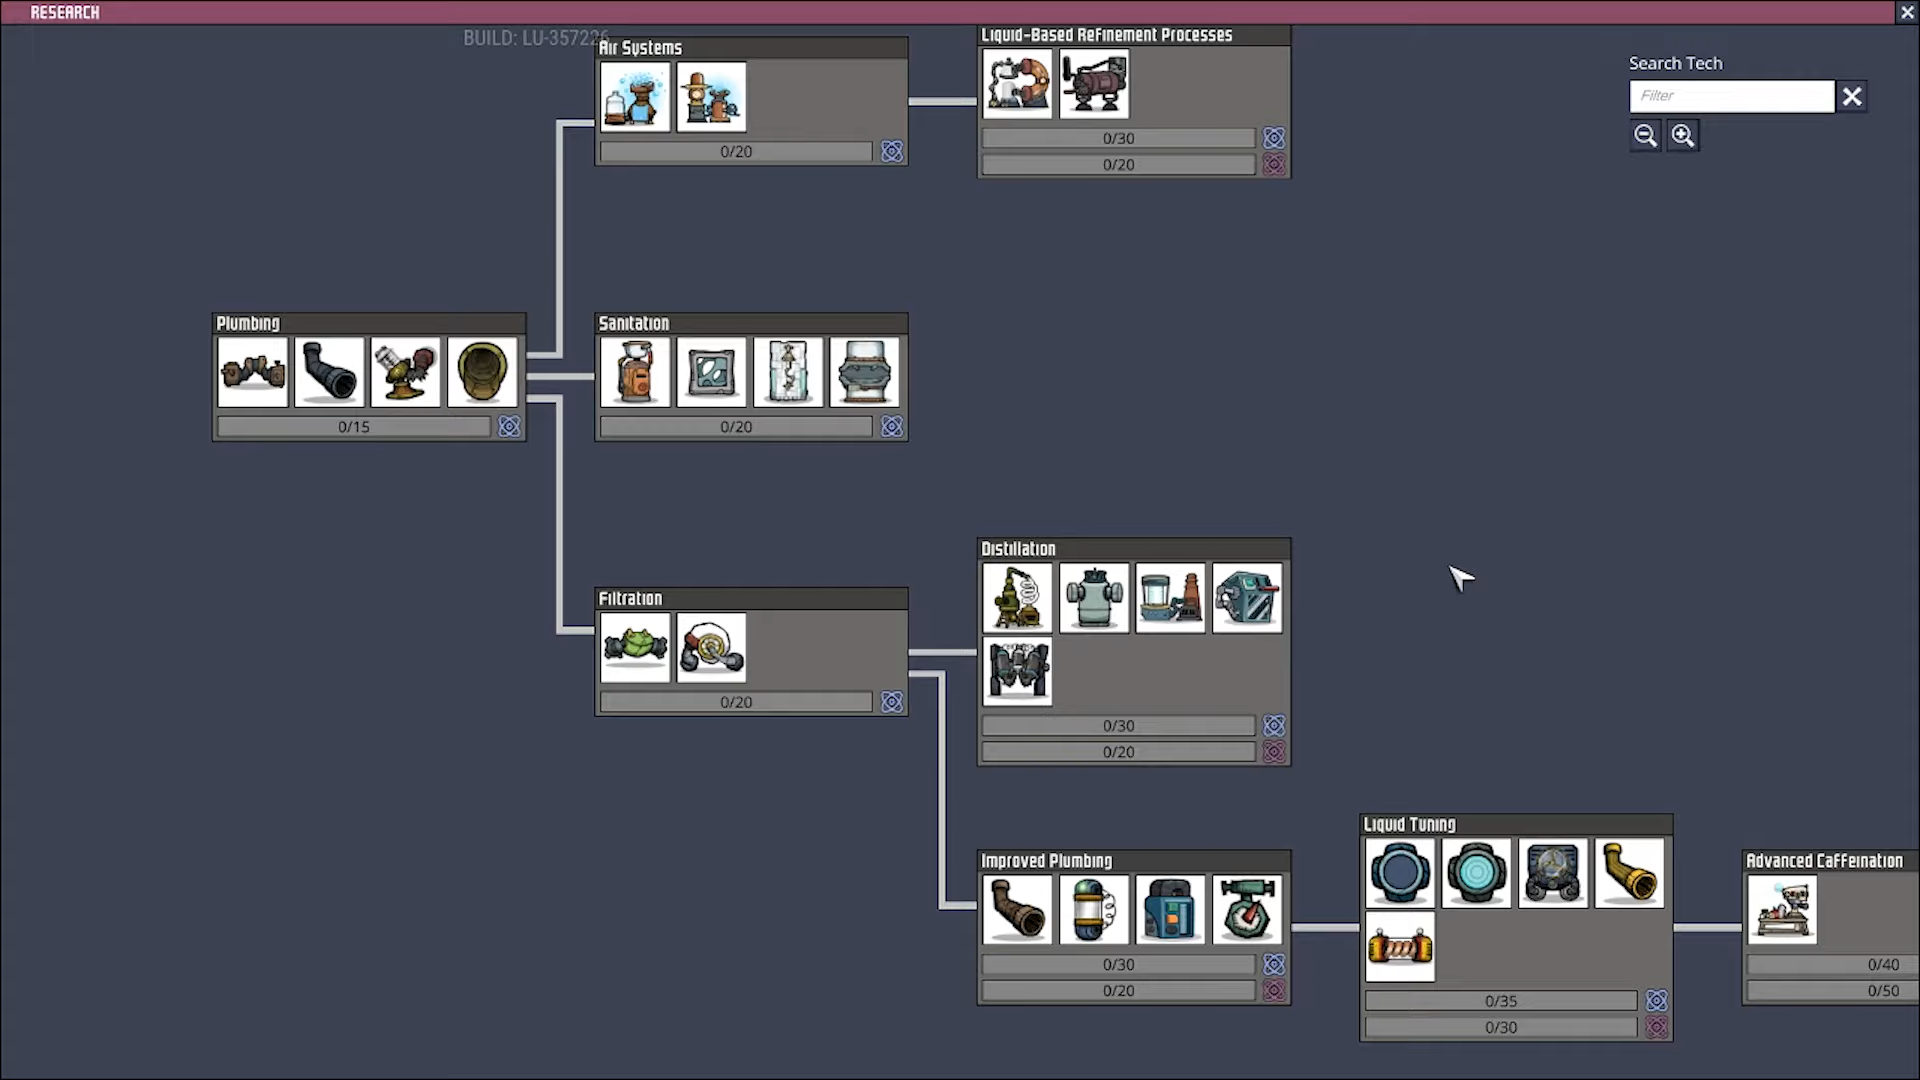 RESEARCH
BUILD: LU-357226
Air Systems
0/20
Liquid-Based Refinement Processes
0/30
0/20
Search Tech
Filter
Plumbing
0/15
Sanitation
0/20
Filtration
0/20
Distillation
0/30
0/20
Improved Plumbing
0/30
0/20
Liquid Tuning
0/35
0/30
Advanced Caffeination
0/40
0/50